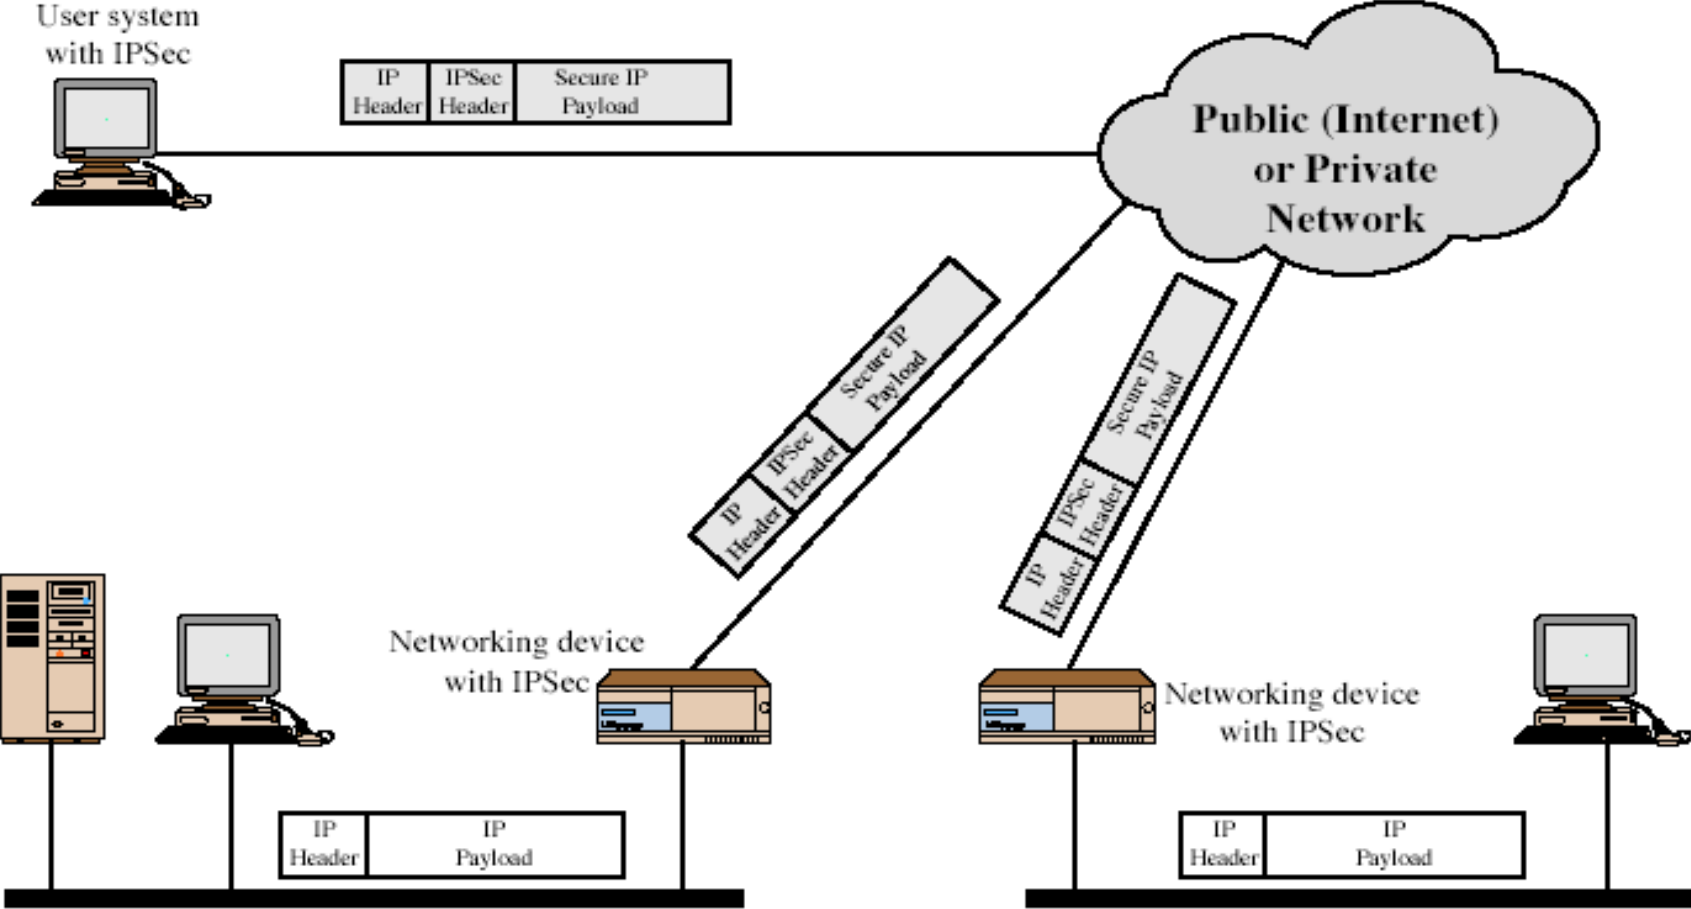 User system
with IPSec
IP
Header
IPSec
Header
Secure IP
Payload
Public (Internet)
or Private
Network
Secure IP
Payload
IPSec
Header
IP
Header
Secure IP
Payload
IPSec
Header
IP
Header
Networking device
with IPSec
Networking device
with IPSec
IP
Header
IP
Payload
IP
Header
IP
Payload